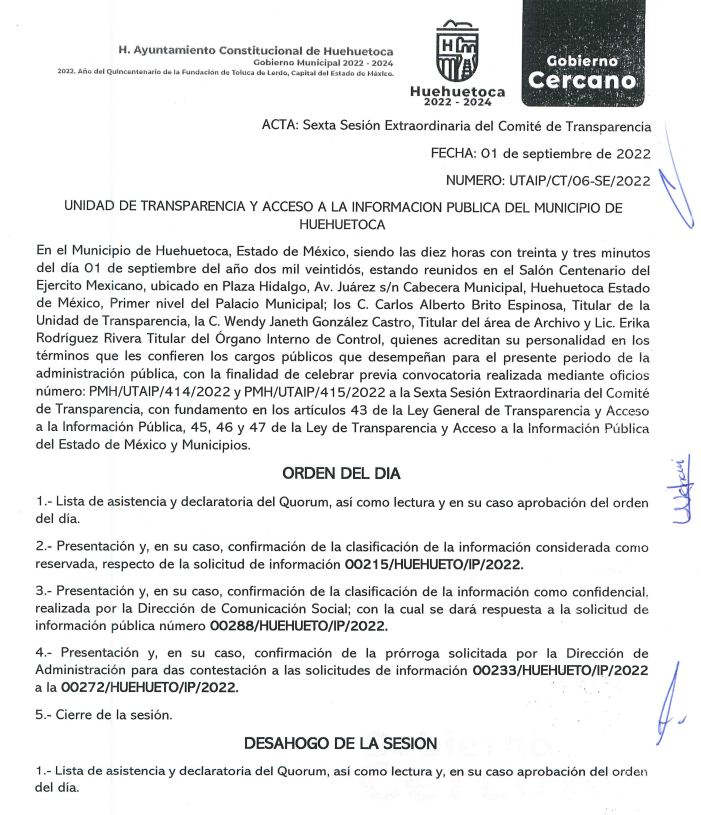 H. Ayuntamiento Constitucional de Huehuetoca
Gobierno Municipal 2022 - 2024
2022. Año del Quincentenario de la Fundación de Toluca de Lerdo, Capital del Estado de México.
Huehuetoca
2022 - 2024
Gobierno
Cercano
ACTA: Sexta Sesión Extraordinaria del Comité de Transparencia
FECHA: 01 de septiembre de 2022
NUMERO: UTAIP/CT/06-SE/2022
UNIDAD DE TRANSPARENCIA Y ACCESO A LA INFORMACION PUBLICA DEL MUNICIPIO DE
HUEHUETOCA
En el Municipio de Huehuetoca, Estado de México, siendo las diez horas con treinta y tres minutos
del día 01 de septiembre del año dos mil veintidós, estando reunidos en el Salón Centenario del
Ejercito Mexicano, ubicado en Plaza Hidalgo, Av. Juárez s/n Cabecera Municipal, Huehuetoca Estado
de México, Primer nivel del Palacio Municipal; los C. Carlos Alberto Brito Espinosa, Titular de la
Unidad de Transparencia, la C. Wendy Janeth González Castro, Titular del área de Archivo y Lic. Erika
Rodríguez Rivera Titular del Órgano Interno de Control, quienes acreditan su personalidad en los
términos que les confieren los cargos públicos que desempeñan para el presente periodo de la
administración pública, con la finalidad de celebrar previa convocatoria realizada mediante oficios
número: PMH/UTAIP/414/2022 y PMH/UTAIP/415/2022 a la Sexta Sesión Extraordinaria del Comité
de Transparencia, con fundamento en los artículos 43 de la Ley General de Transparencia y Acceso
a la Información Pública, 45, 46 y 47 de la Ley de Transparencia y Acceso a la Información Pública
del Estado de México y Municipios.
ORDEN DEL DIA
1.- Lista de asistencia y declaratoria del Quorum, así como lectura y en su caso aprobación del orden
del día.
2.- Presentación y, en su caso, confirmación de la clasificación de la información considerada como
reservada, respecto de la solicitud de información 00215/HUEHUETO/IP/2022.
3.- Presentación y, en su caso, confirmación de la clasificación de la información como confidencial,
realizada por la Dirección de Comunicación Social; con la cual se dará respuesta a la solicitud de
información pública número 00288/HUEHUETO/IP/2022.
4.- Presentación y, en su caso, confirmación de la prórroga solicitada por la Dirección de
Administración para das contestación a las solicitudes de información 00233/HUEHUETO/IP/2022
a la 00272/HUEHUETO/IP/2022.
5.- Cierre de la sesión.
DESAHOGO DE LA SESION
1.- Lista de asistencia y declaratoria del Quorum, así como lectura y, en su caso aprobación del orden
del día.